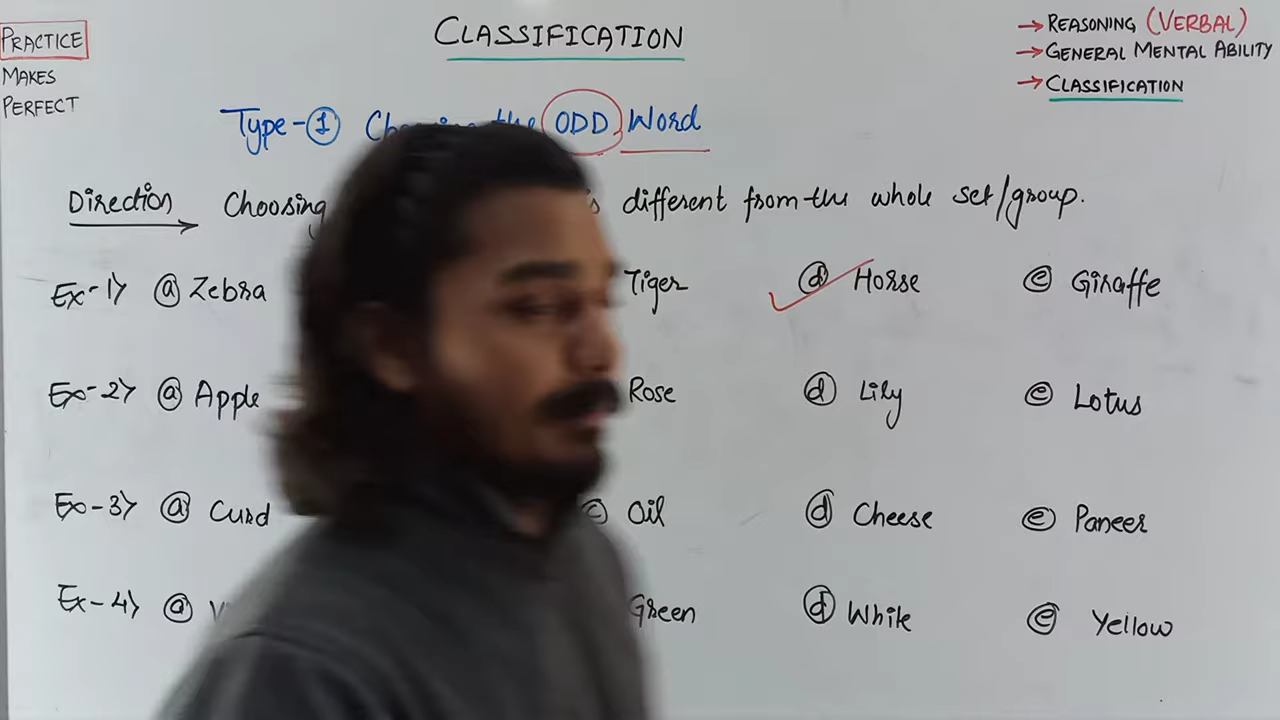 PRACTICE
MAKES
PERFECT
CLASSIFICATION
→ REASONING (VERBAL)
→ GENERAL MENTAL ABILITY
→ CLASSIFICATION
Type-① the ODD Word
Direction Choosing different from the whole set/group.
Ex-1> ⓐ Zebra Tiger ⓓ Horse ⓔ Giraffe
Ex-2> ⓐ Apple Rose ⓓ Lily ⓔ Lotus
Ex-3> ⓐ Curd ⓒ Oil ⓓ Cheese ⓔ Paneer
Ex-4> ⓐ Green ⓓ White ⓔ Yellow